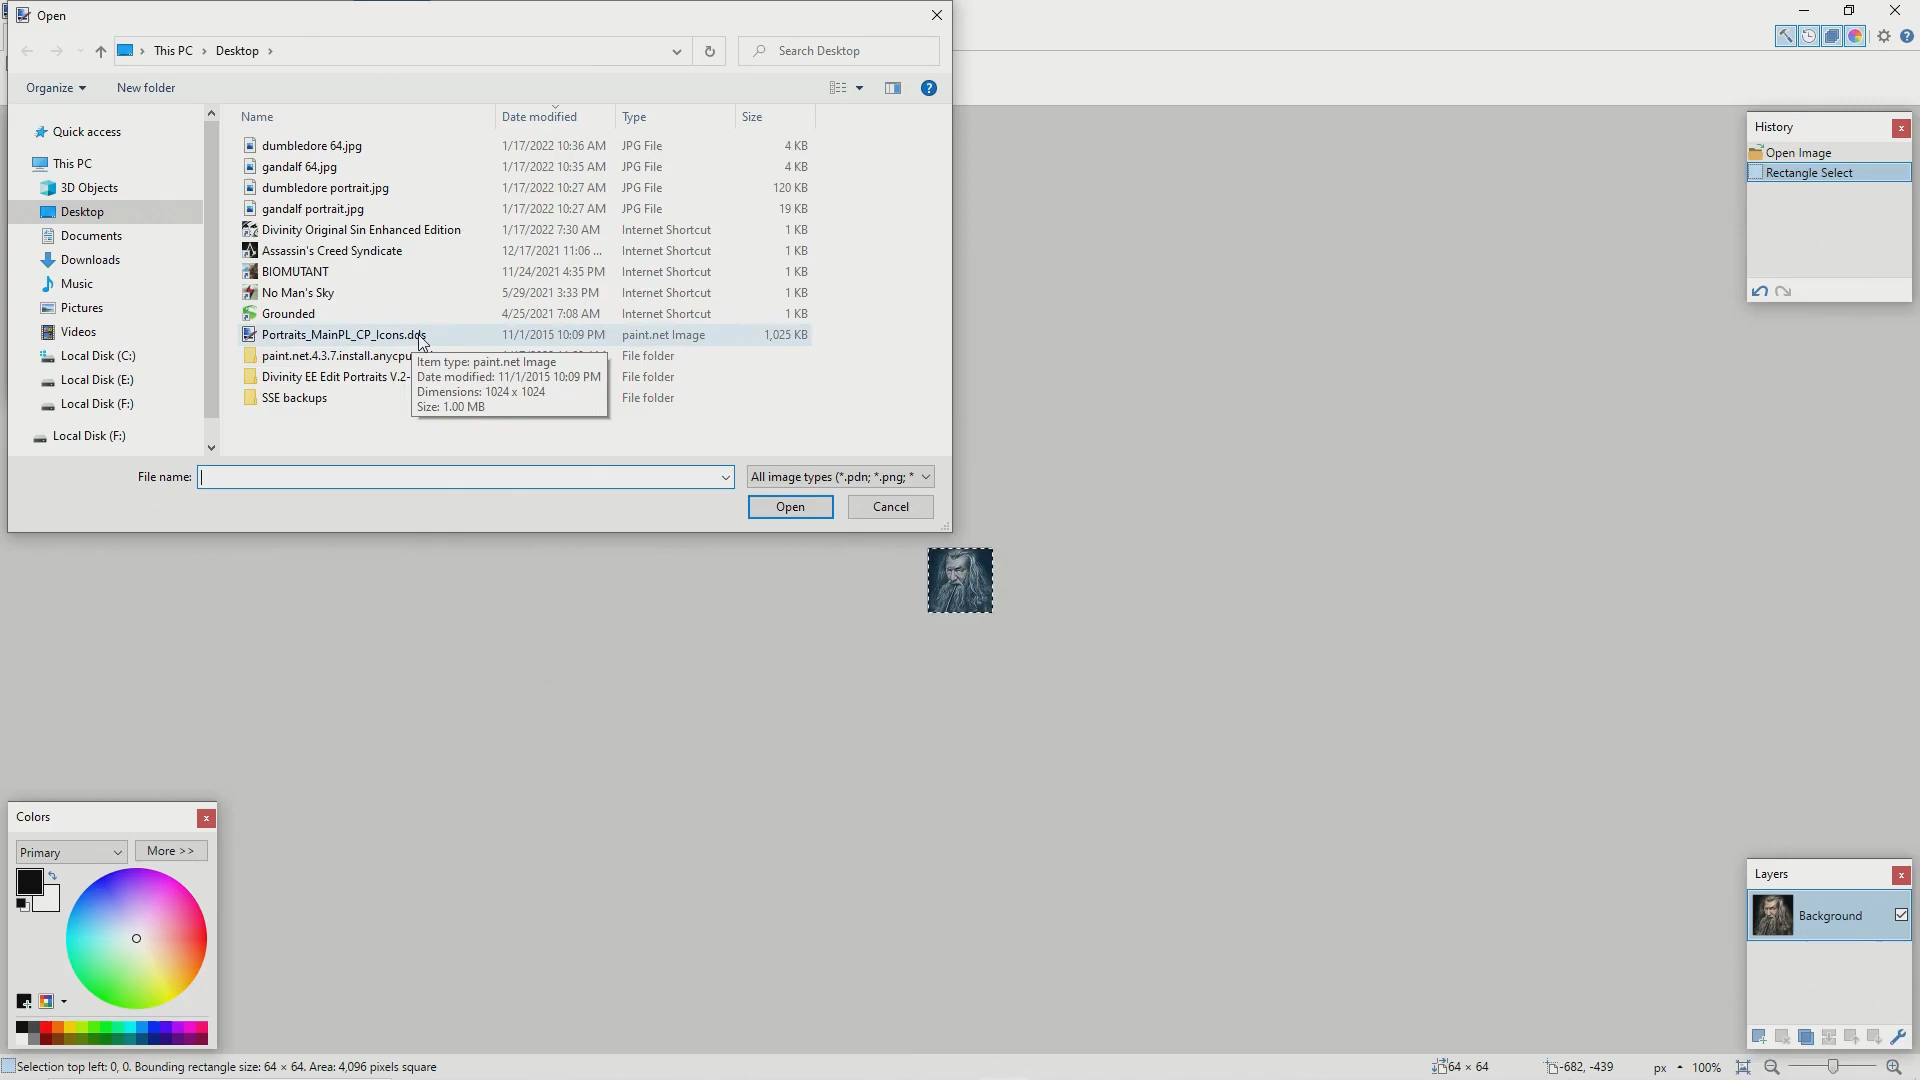 Open
This PC
Desktop
Search Desktop
Organize
New folder
Name
Date modified
Type
Size
Quick access
This PC
3D Objects
Desktop
Documents
Downloads
Music
Pictures
Videos
Local Disk (C:)
Local Disk (E:)
Local Disk (F:)
Local Disk (F:)
dumbledore 64.jpg 1/17/2022 10:36 AM JPG File 4 KB
gandalf 64.jpg 1/17/2022 10:35 AM JPG File 4 KB
dumbledore portrait.jpg 1/17/2022 10:27 AM JPG File 120 KB
gandalf portrait.jpg 1/17/2022 10:27 AM JPG File 19 KB
Divinity Original Sin Enhanced Edition 1/17/2022 7:30 AM Internet Shortcut 1 KB
Assassin's Creed Syndicate 12/17/2021 11:06 ... Internet Shortcut 1 KB
BIOMUTANT 11/24/2021 4:35 PM Internet Shortcut 1 KB
No Man's Sky 5/29/2021 3:33 PM Internet Shortcut 1 KB
Grounded 4/25/2021 7:08 AM Internet Shortcut 1 KB
Portraits_MainPL_CP_Icons.dds 11/1/2015 10:09 PM paint.net Image 1,025 KB
paint.net.4.3.7.install.anycpu File folder
Divinity EE Edit Portraits V.2- File folder
SSE backups File folder
Item type: paint.net Image
Date modified: 11/1/2015 10:09 PM
Dimensions: 1024 x 1024
Size: 1.00 MB
File name:
All image types (*.pdn; *.png; *
Open
Cancel
History
Open Image
Rectangle Select
Colors
Primary
More >>
Layers
Background
Selection top left: 0, 0. Bounding rectangle size: 64 × 64. Area: 4,096 pixels square
64 × 64
-682, -439
px
100%